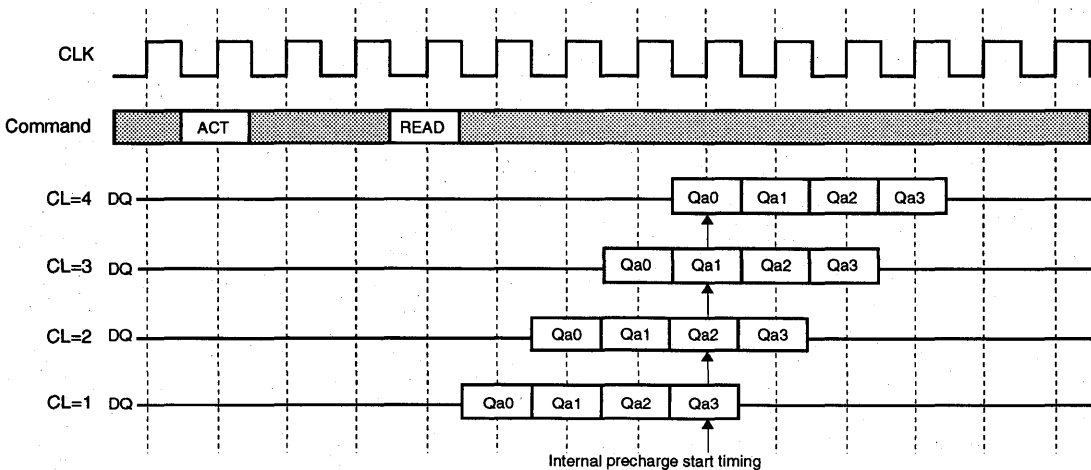 CLK
Command ACT READ
CL=4 DQ Qa0 Qa1 Qa2 Qa3
CL=3 DQ Qa0 Qa1 Qa2 Qa3
CL=2 DQ Qa0 Qa1 Qa2 Qa3
CL=1 DQ Qa0 Qa1 Qa2 Qa3
Internal precharge start timing